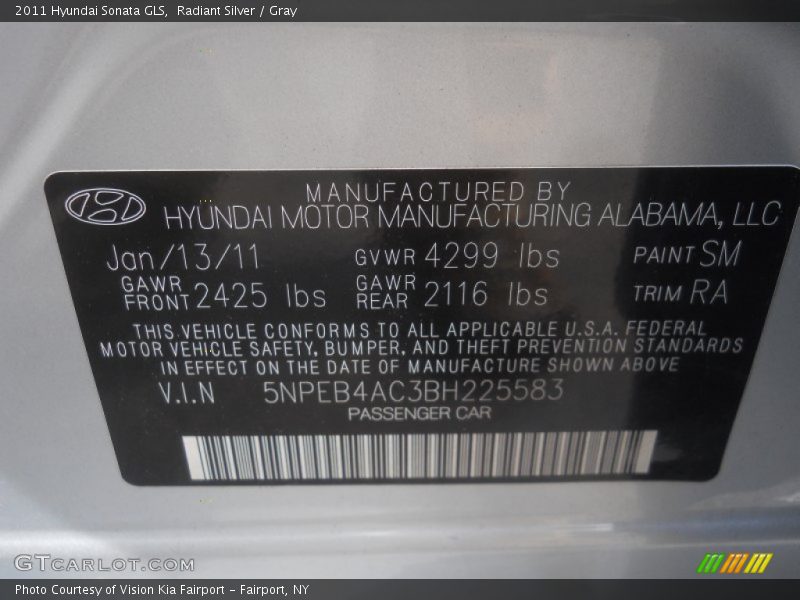 2011 Hyundai Sonata GLS, Radiant Silver / Gray
MANUFACTURED BY
HYUNDAI MOTOR MANUFACTURING ALABAMA, LLC
Jan/13/11 GVWR 4299 lbs PAINT SM
GAWR FRONT 2425 lbs GAWR REAR 2116 lbs TRIM RA
THIS VEHICLE CONFORMS TO ALL APPLICABLE U.S.A. FEDERAL
MOTOR VEHICLE SAFETY, BUMPER, AND THEFT PREVENTION STANDARDS
IN EFFECT ON THE DATE OF MANUFACTURE SHOWN ABOVE
V.I.N 5NPEB4AC3BH225583
PASSENGER CAR
GTCARLOT.COM
Photo Courtesy of Vision Kia Fairport - Fairport, NY